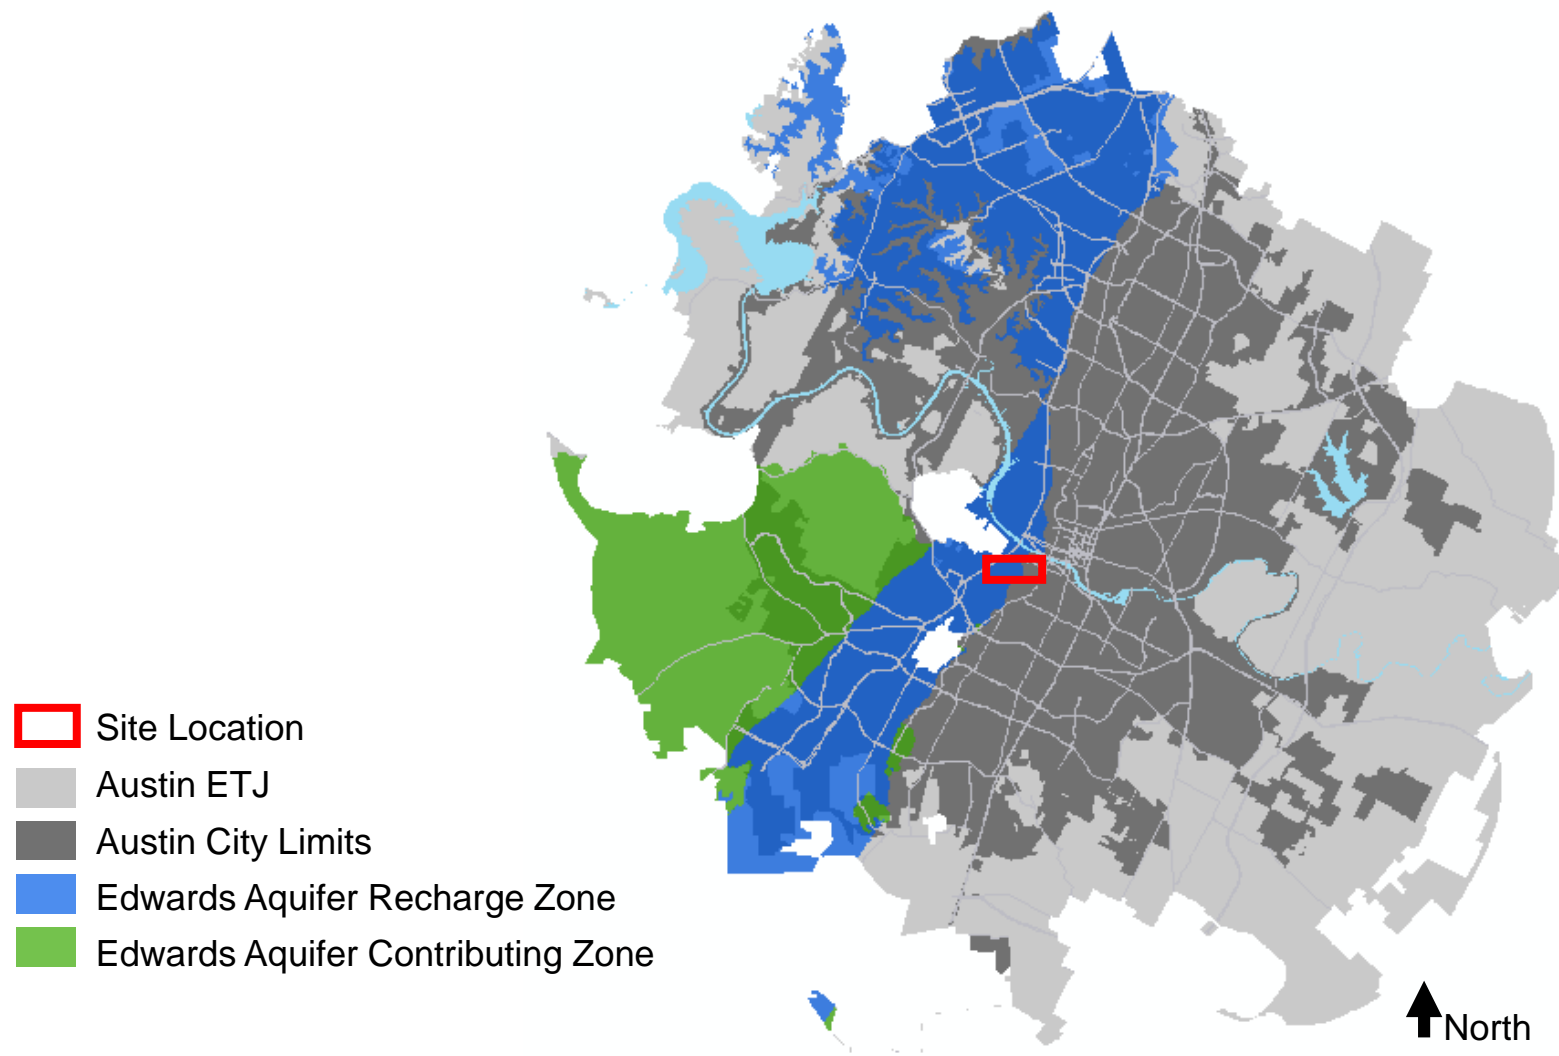 Site Location
Austin ETJ
Austin City Limits
Edwards Aquifer Recharge Zone
Edwards Aquifer Contributing Zone
North